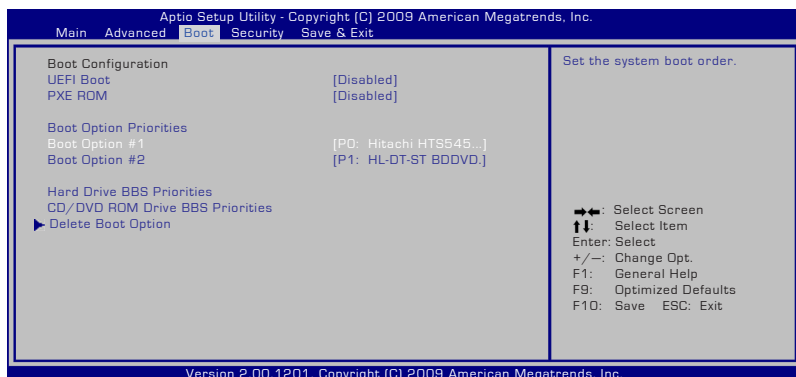 Aptio Setup Utility - Copyright (C) 2009 American Megatrends, Inc.
Main Advanced Boot Security Save & Exit
Boot Configuration
UEFI Boot [Disabled]
PXE ROM [Disabled]
Boot Option Priorities
Boot Option #1 [P0: Hitachi HTS545...]
Boot Option #2 [P1: HL-DT-ST BDDVD.]
Hard Drive BBS Priorities
CD/DVD ROM Drive BBS Priorities
Delete Boot Option
Set the system boot order.
→←: Select Screen
↑↓: Select Item
Enter: Select
+/—: Change Opt.
F1: General Help
F9: Optimized Defaults
F10: Save ESC: Exit
Version 2.00.1201. Copyright (C) 2009 American Megatrends, Inc.